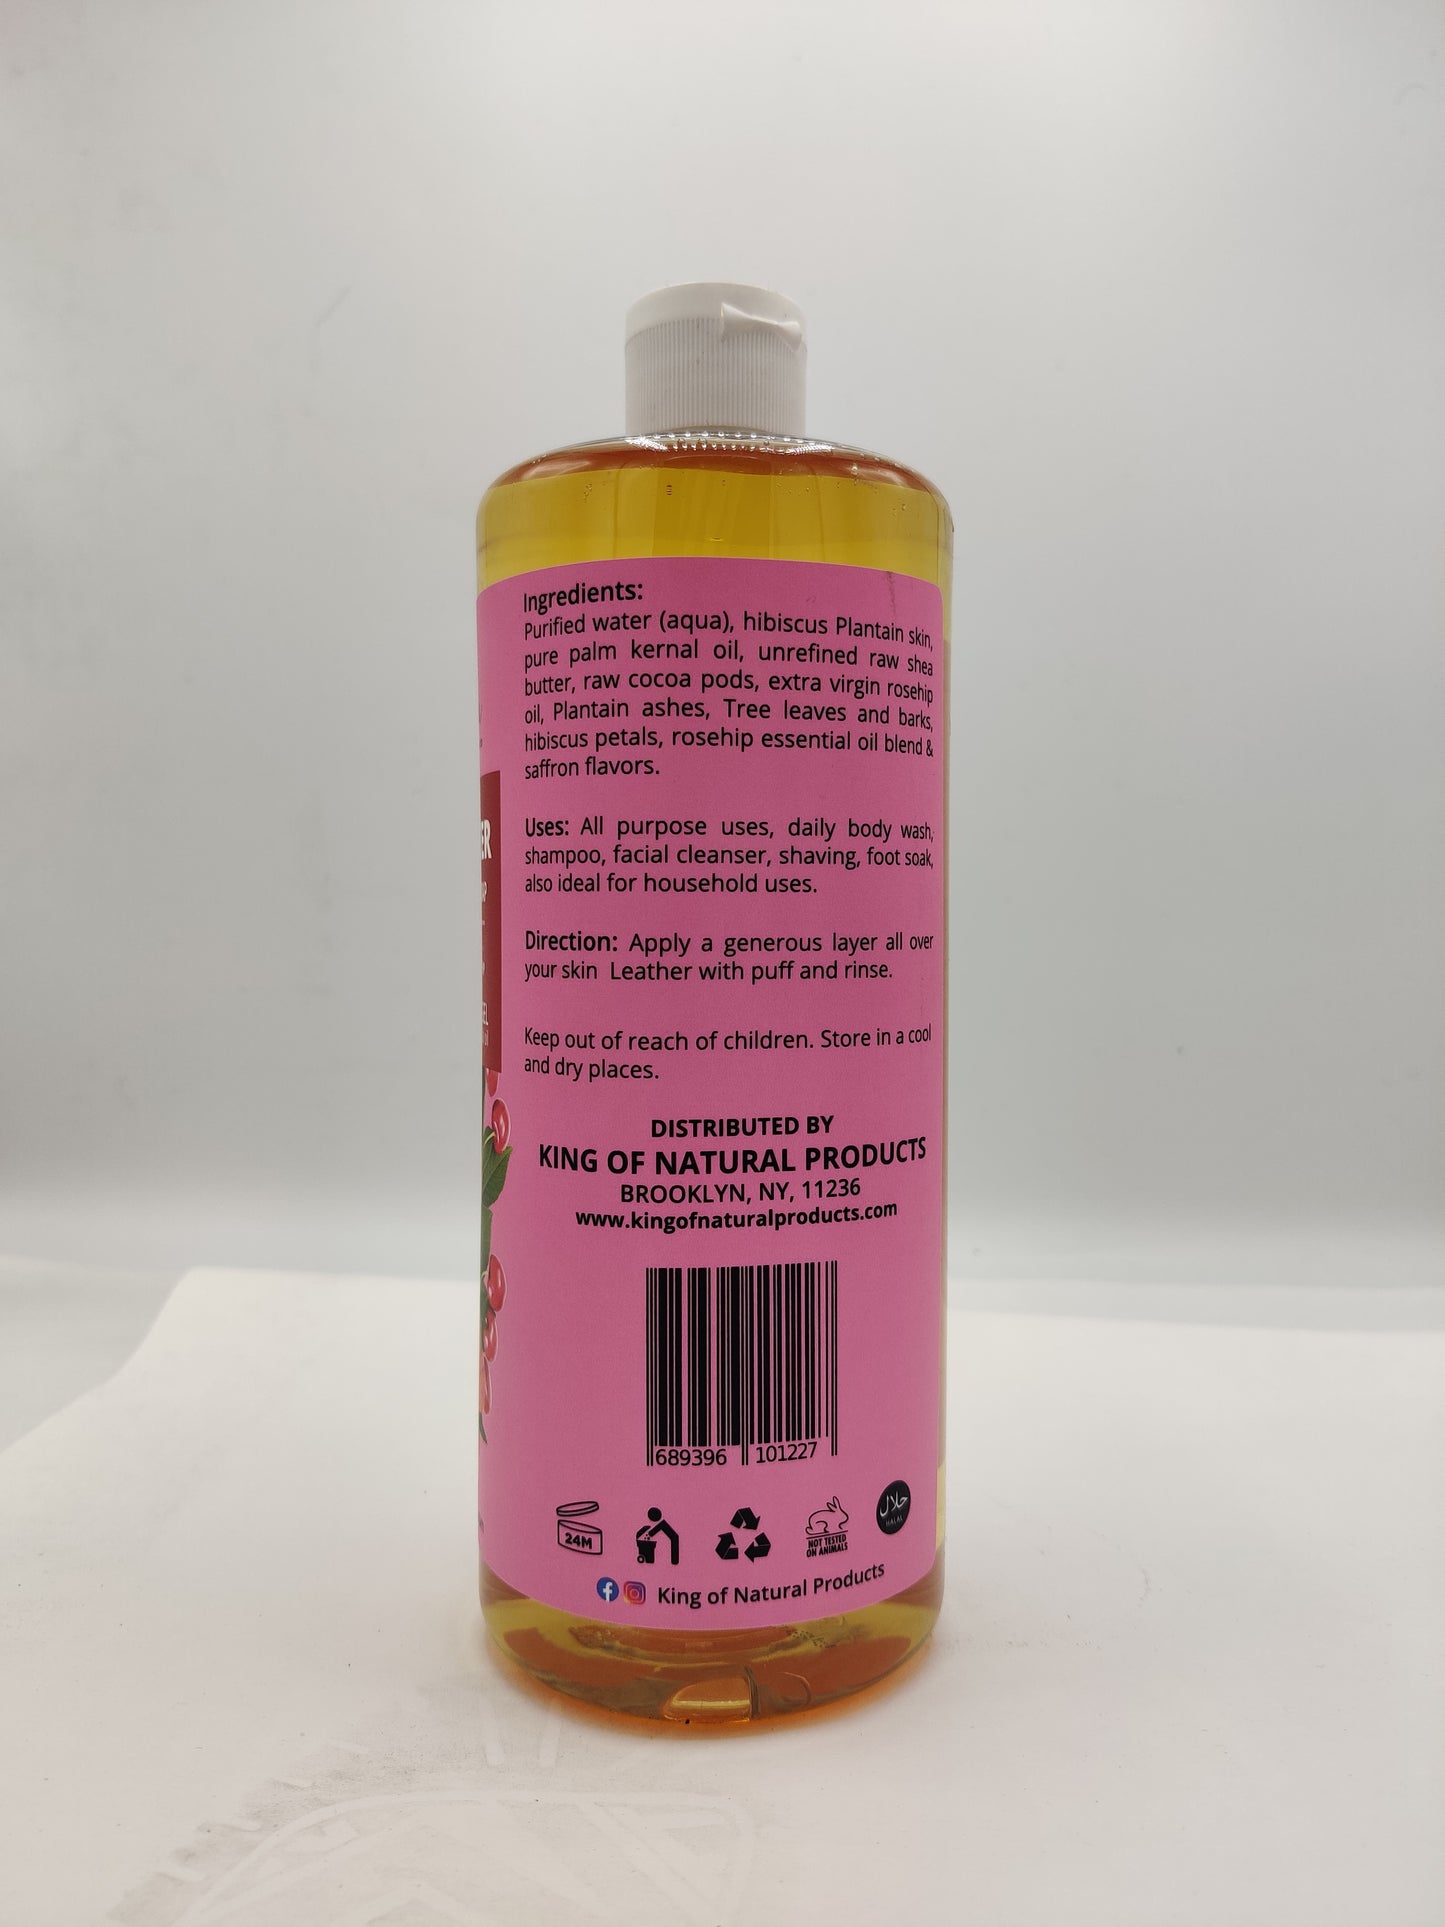 Ingredients:
Purified water (aqua), hibiscus Plantain skin,
pure palm kernal oil, unrefined raw shea
butter, raw cocoa pods, extra virgin rosehip
oil, Plantain ashes, Tree leaves and barks,
hibiscus petals, rosehip essential oil blend &
saffron flavors.
Uses: All purpose uses, daily body wash,
shampoo, facial cleanser, shaving, foot soak,
also ideal for household uses.
Direction: Apply a generous layer all over
your skin Leather with puff and rinse.
Keep out of reach of children. Store in a cool
and dry places.
DISTRIBUTED BY
KING OF NATURAL PRODUCTS
BROOKLYN, NY, 11236
www.kingofnaturalproducts.com
689396 101227
24M
NOT TESTED
ON ANIMALS
حلال
HALAL
King of Natural Products